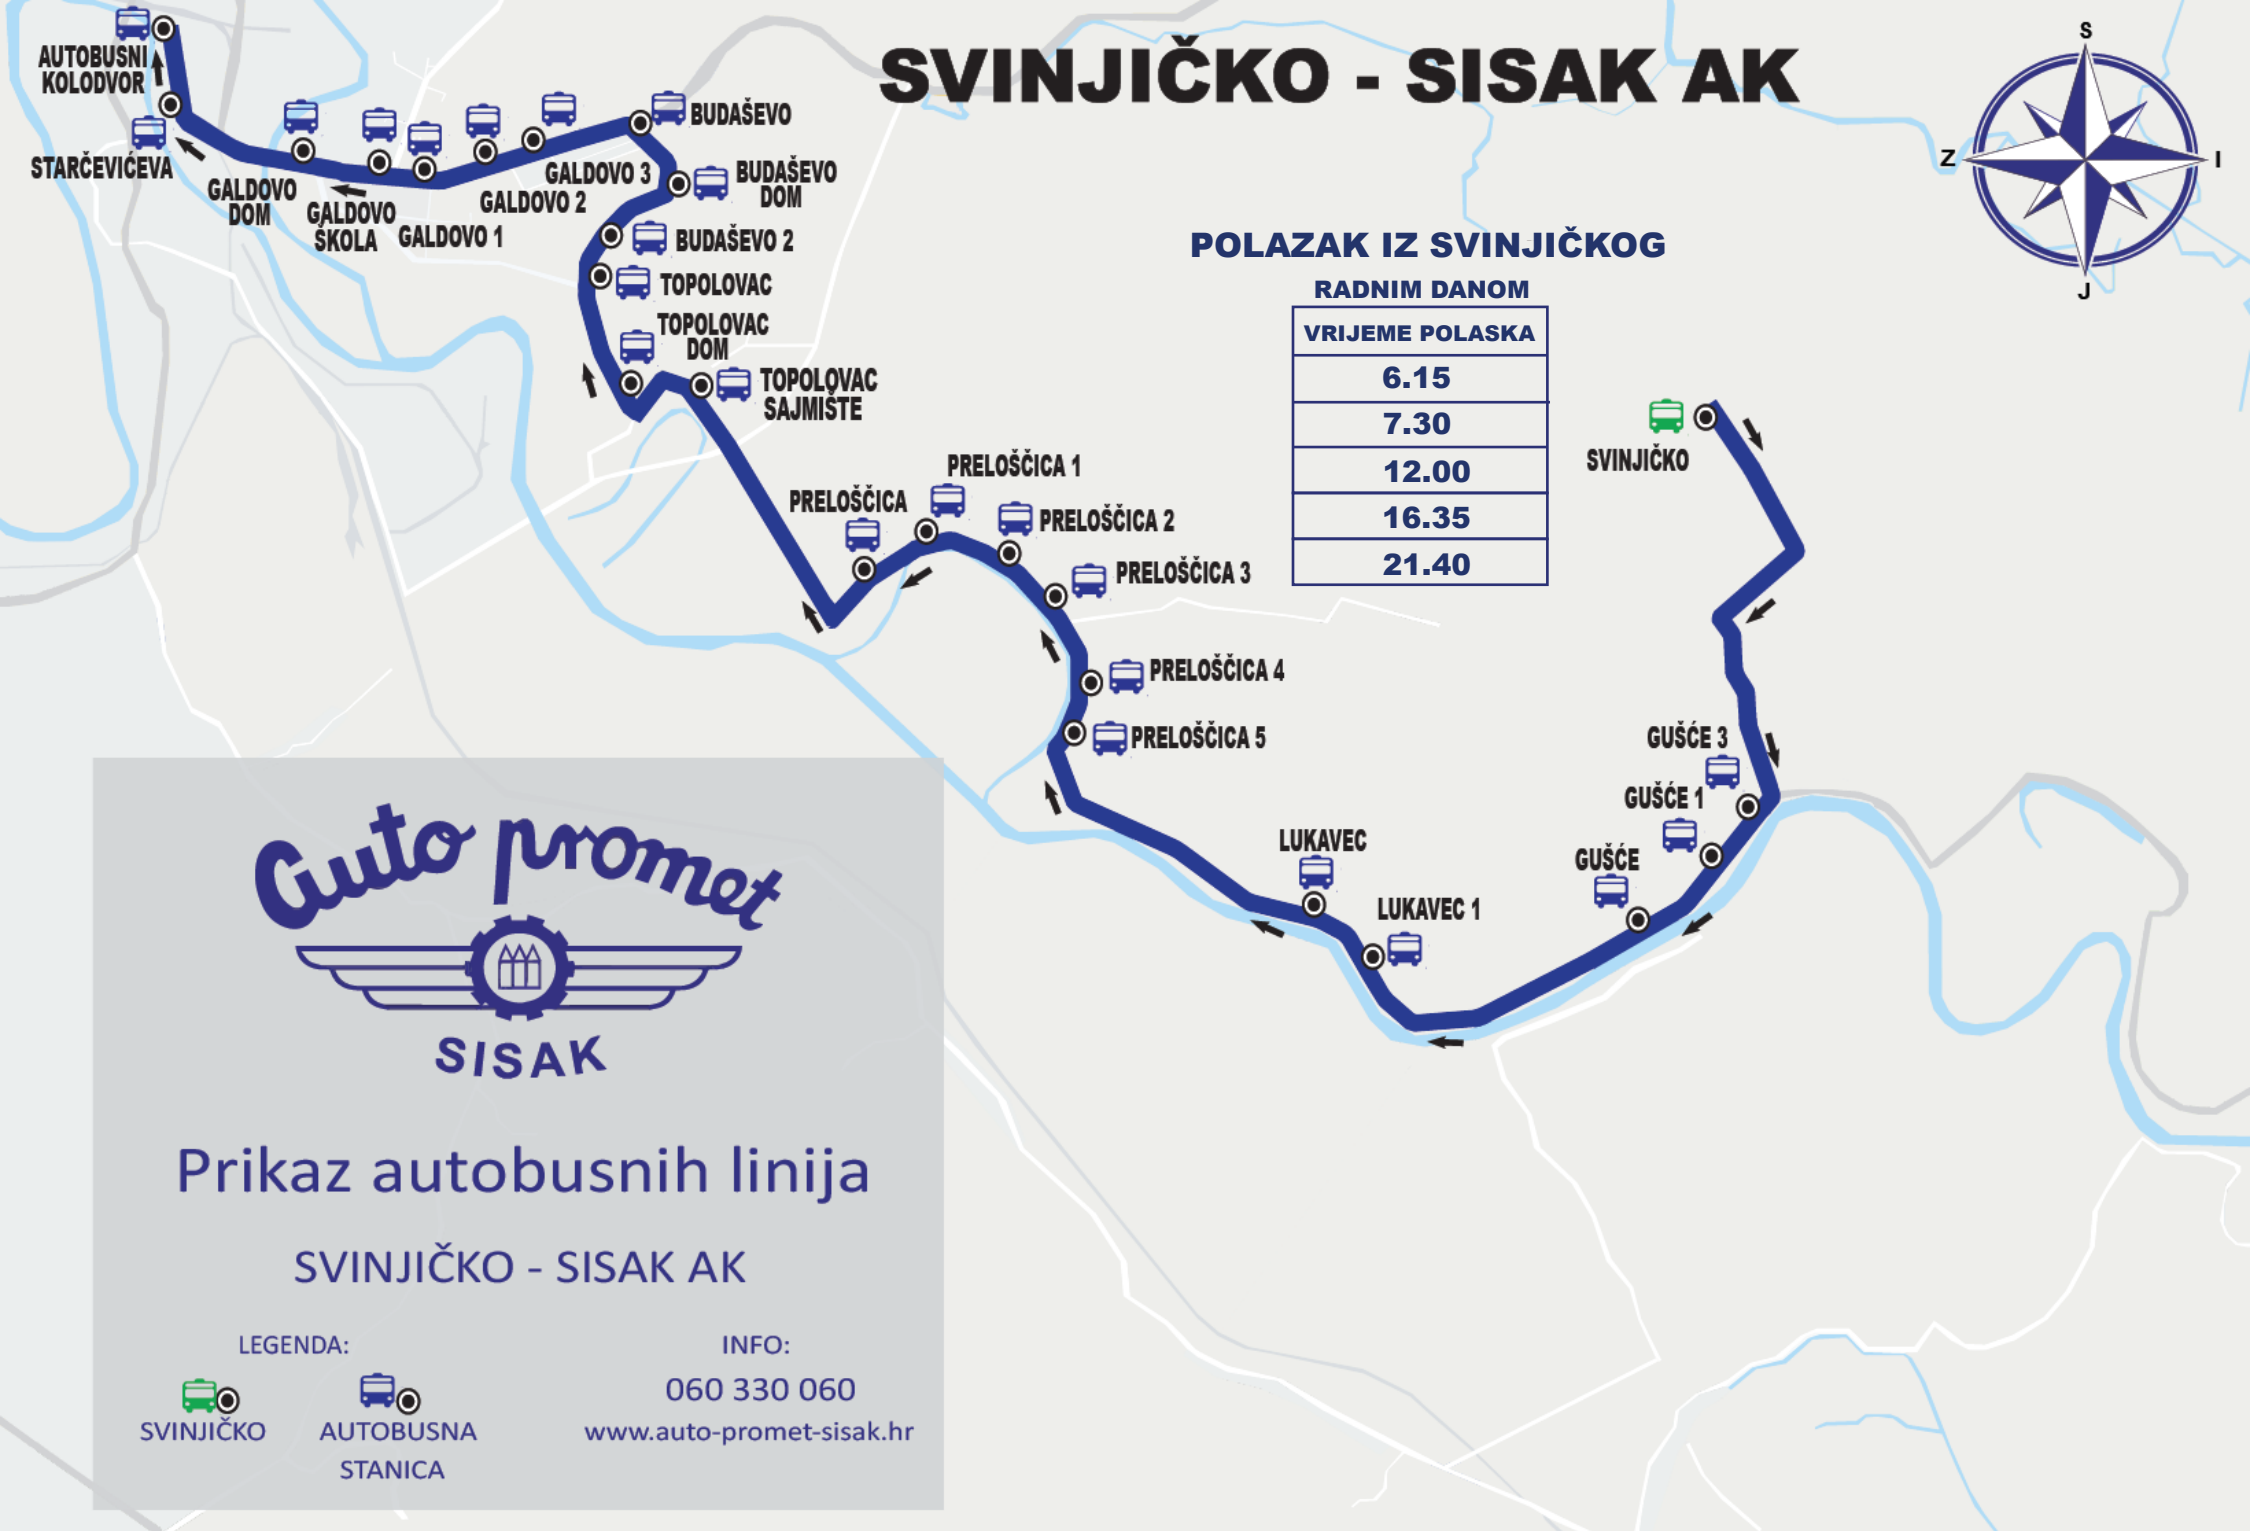 SVINJIČKO - SISAK AK
S
Z
I
J
AUTOBUSNI
KOLODVOR
STARČEVIĆEVA
GALDOVO
DOM
GALDOVO
ŠKOLA
GALDOVO 1
GALDOVO 2
GALDOVO 3
BUDAŠEVO
BUDAŠEVO
DOM
BUDAŠEVO 2
TOPOLOVAC
TOPOLOVAC
DOM
TOPOLOVAC
SAJMIŠTE
POLAZAK IZ SVINJIČKOG
RADNIM DANOM
VRIJEME POLASKA
6.15
7.30
12.00
16.35
21.40
SVINJIČKO
PRELOŠČICA
PRELOŠČICA 1
PRELOŠČICA 2
PRELOŠČICA 3
PRELOŠČICA 4
PRELOŠČICA 5
GUŠĆE 3
GUŠĆE 1
GUŠĆE
LUKAVEC
LUKAVEC 1
Auto promet
SISAK
Prikaz autobusnih linija
SVINJIČKO - SISAK AK
LEGENDA:
SVINJIČKO
AUTOBUSNA
STANICA
INFO:
060 330 060
www.auto-promet-sisak.hr